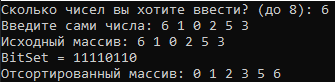 Сколько чисел вы хотите ввести? (до 8): 6
Введите сами числа: 6 1 0 2 5 3
Исходный массив: 6 1 0 2 5 3
BitSet = 11110110
Отсортированный массив: 0 1 2 3 5 6